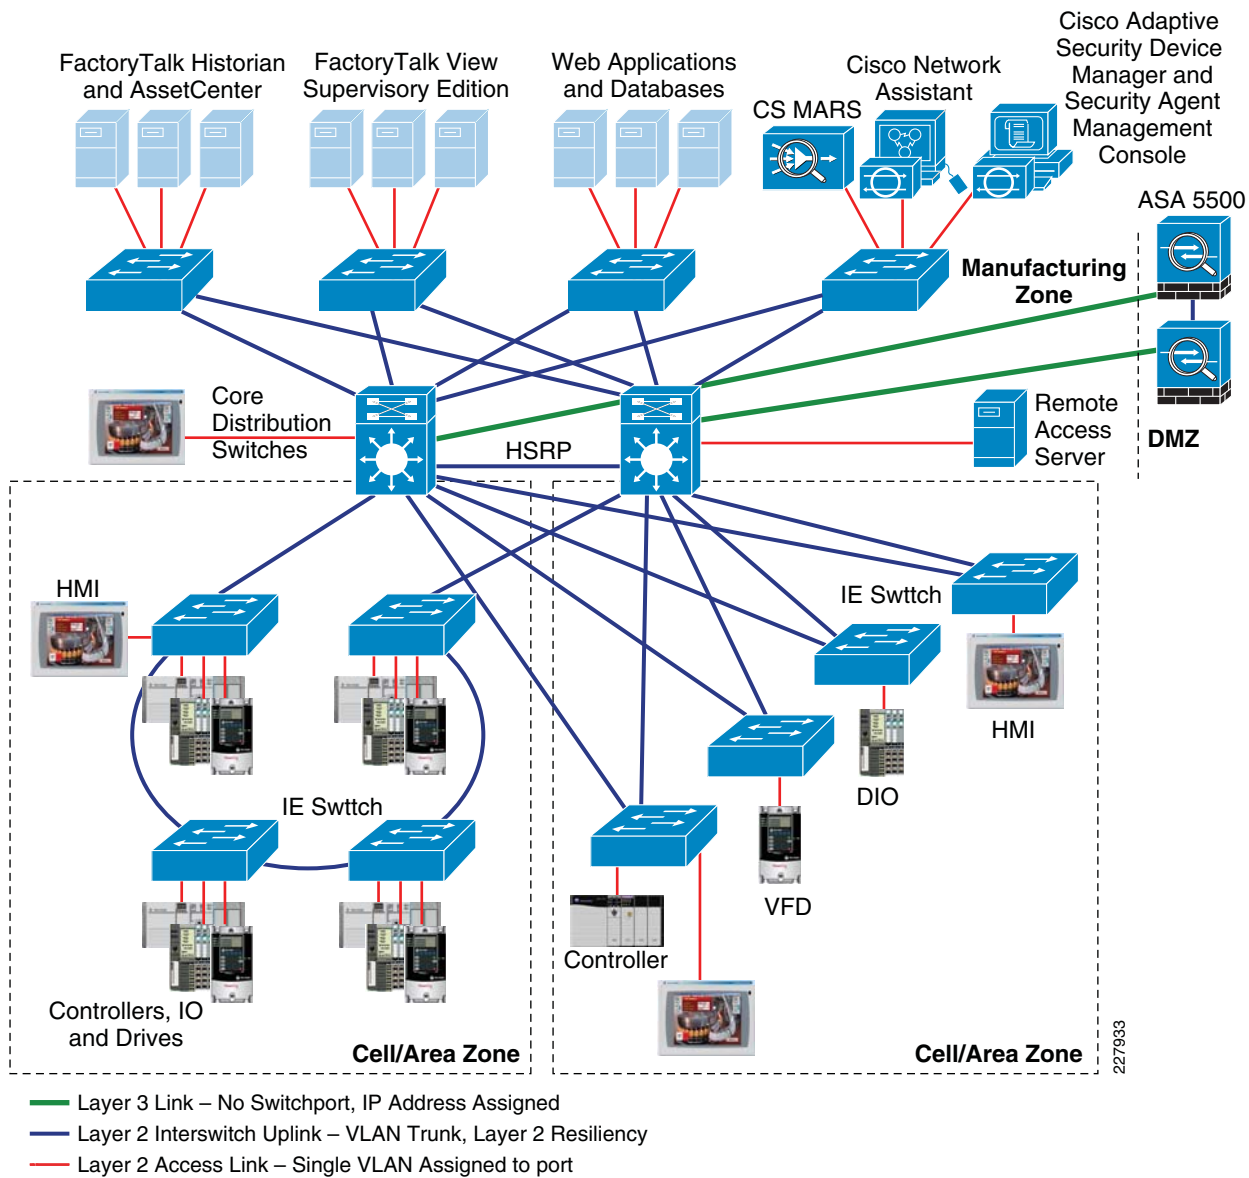 FactoryTalk Historian
and AssetCenter
FactoryTalk View
Supervisory Edition
Web Applications
and Databases
CS MARS
Cisco Network
Assistant
Cisco Adaptive
Security Device
Manager and
Security Agent
Management
Console
ASA 5500
Manufacturing
Zone
Core
Distribution
Switches
HSRP
Remote
Access
Server
DMZ
HMI
IE Swttch
HMI
DIO
IE Swttch
VFD
Controller
Controllers, IO
and Drives
Cell/Area Zone
Cell/Area Zone
227933
Layer 3 Link – No Switchport, IP Address Assigned
Layer 2 Interswitch Uplink – VLAN Trunk, Layer 2 Resiliency
Layer 2 Access Link – Single VLAN Assigned to port